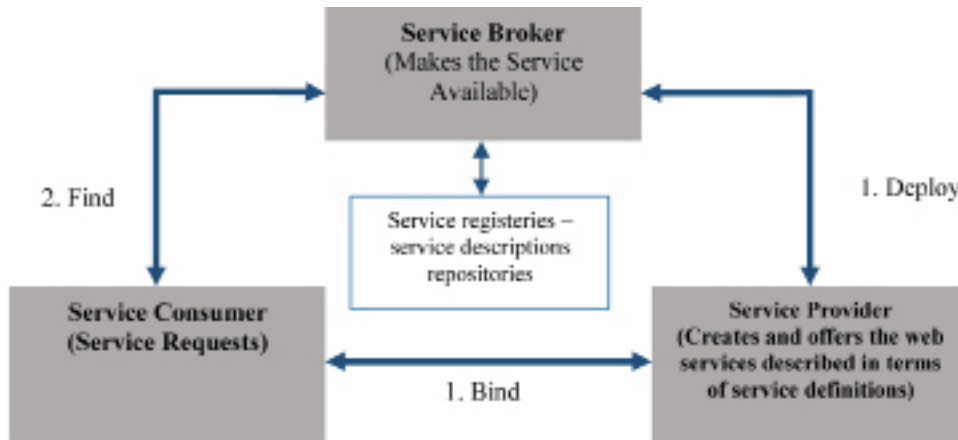 Service Broker
(Makes the Service
Available)
2. Find
1. Deploy
Service registeries –
service descriptions
repositories
Service Consumer
(Service Requests)
Service Provider
(Creates and offers the web
services described in terms
of service definitions)
1. Bind